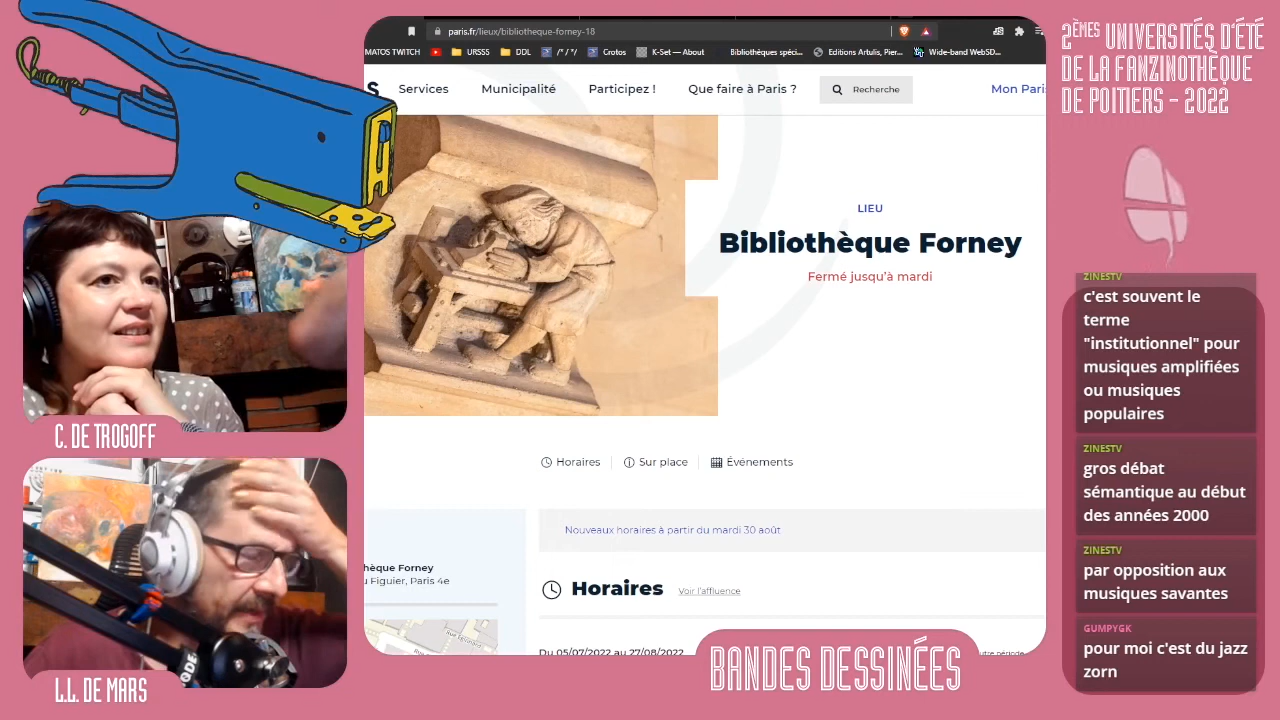 2ÈMES UNIVERSITÉS D'ÉTÉ
DE LA FANZINOTHÈQUE
DE POITIERS - 2022
paris.fr/lieux/bibliotheque-forney-18
MATOS TWITCH URSSS DDL /*/*/ Crotos K-Set — About Bibliothèques spéci... Editions Artulis, Pier... Wide-band WebSD...
S Services Municipalité Participez ! Que faire à Paris ? Recherche Mon Paris
LIEU
Bibliothèque Forney
Fermé jusqu'à mardi
Horaires Sur place Événements
Nouveaux horaires à partir du mardi 30 août
hèque Forney
u Figuier, Paris 4e
Horaires Voir l'affluence
Du 05/07/2022 au 27/08/2022
utre période
C. DE TROGOFF
L.L. DE MARS
RODE
BANDES DESSINÉES
ZINESTV
c'est souvent le
terme
"institutionnel" pour
musiques amplifiées
ou musiques
populaires
ZINESTV
gros débat
sémantique au début
des années 2000
ZINESTV
par opposition aux
musiques savantes
GUMPYGK
pour moi c'est du jazz
zorn